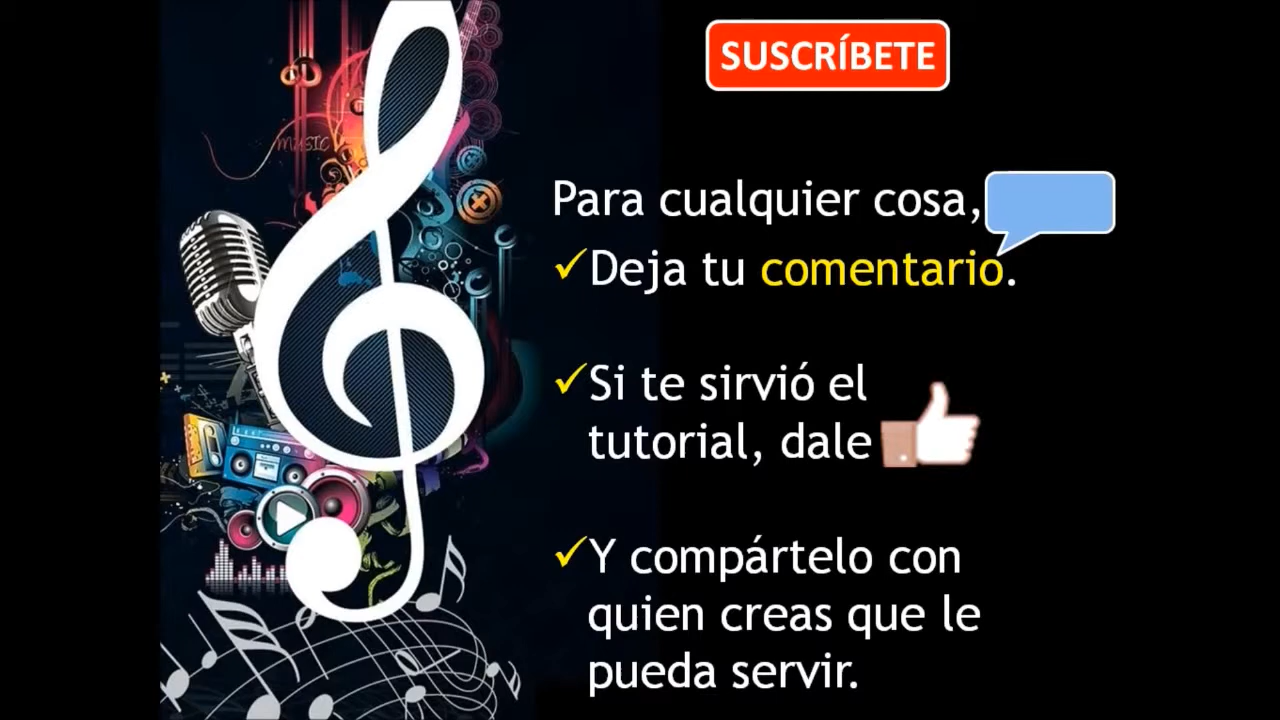 SUSCRÍBETE
MUSIC
Para cualquier cosa,
✓Deja tu comentario.
✓Si te sirvió el
tutorial, dale
✓Y compártelo con
quien creas que le
pueda servir.